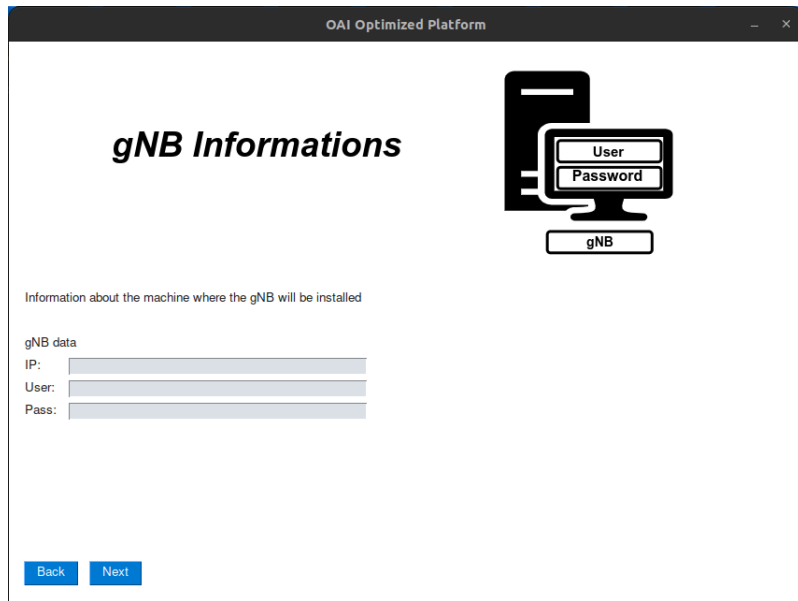 OAI Optimized Platform
gNB Informations
User
Password
gNB
Information about the machine where the gNB will be installed
gNB data
IP:
User:
Pass:
Back
Next